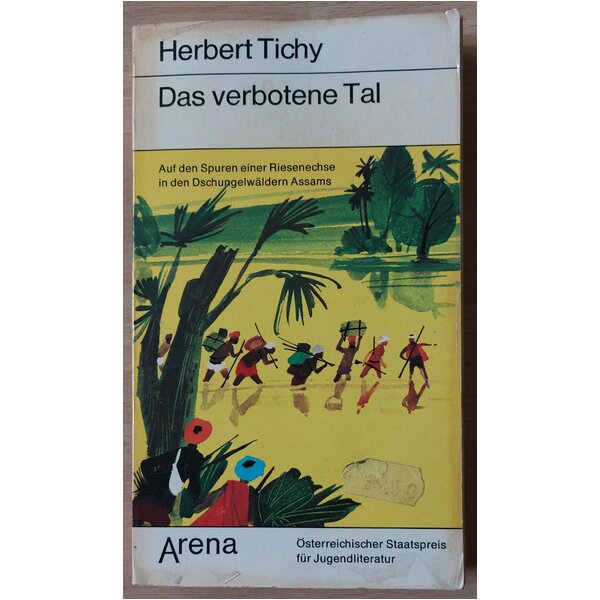 Herbert Tichy
Das verbotene Tal
Auf den Spuren einer Riesenechse
in den Dschungelwäldern Assams
Arena
Österreichischer Staatspreis
für Jugendliteratur